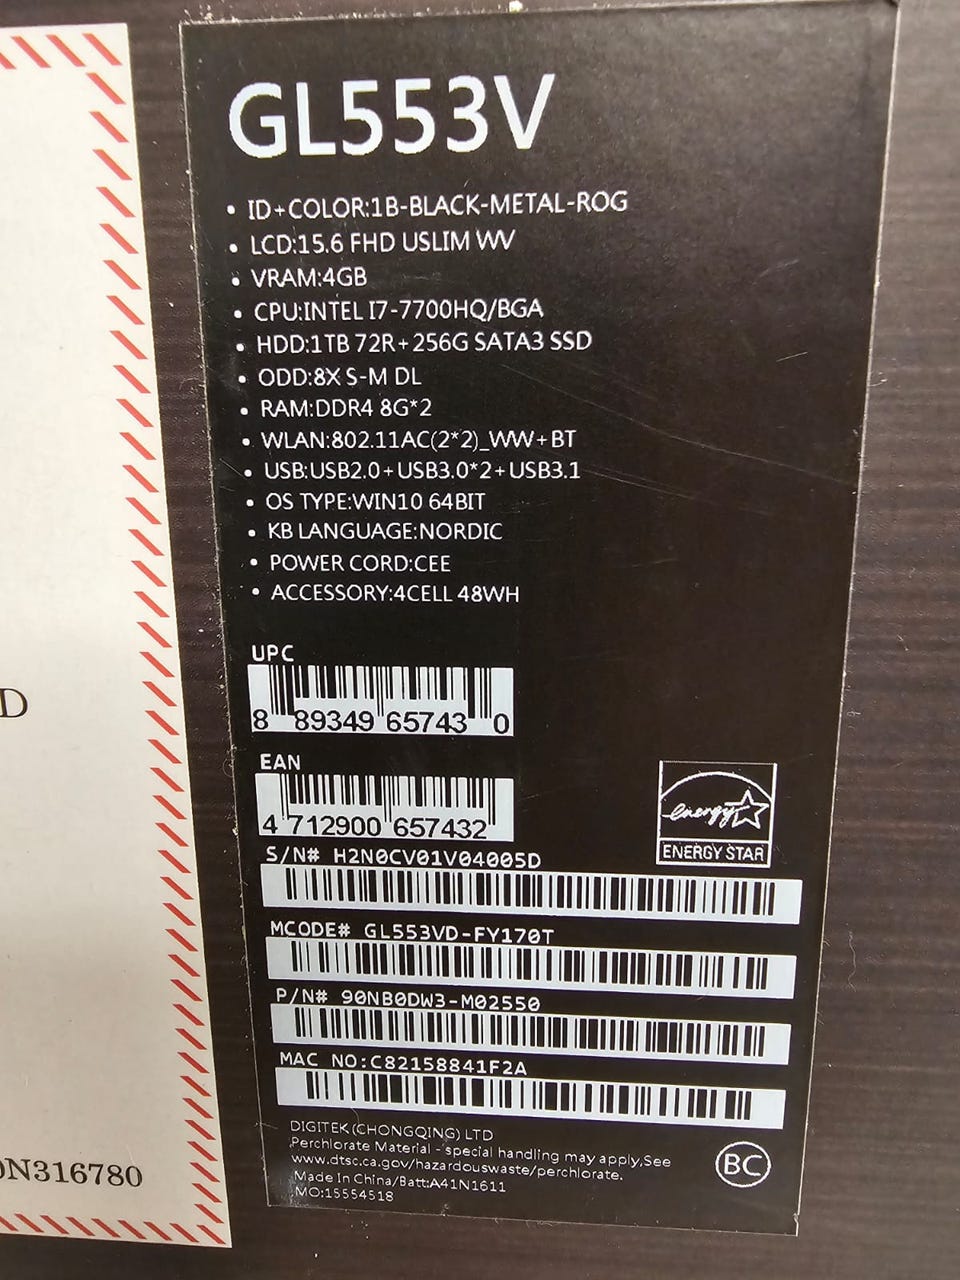 GL553V
• ID+COLOR:1B-BLACK-METAL-ROG
• LCD:15.6 FHD USLIM WV
• VRAM:4GB
• CPU:INTEL I7-7700HQ/BGA
• HDD:1TB 72R+256G SATA3 SSD
• ODD:8X S-M DL
• RAM:DDR4 8G*2
• WLAN:802.11AC(2*2)_WW+BT
• USB:USB2.0+USB3.0*2+USB3.1
• OS TYPE:WIN10 64BIT
• KB LANGUAGE:NORDIC
• POWER CORD:CEE
• ACCESSORY:4CELL 48WH
UPC
8 89349 65743 0
EAN
4 712900 657432
energy
ENERGY STAR
S/N# H2N0CV01V04005D
MCODE# GL553VD-FY170T
P/N# 90NB0DW3-M02550
MAC NO:C82158841F2A
DIGITEK(CHONGQING) LTD
Perchlorate Material - special handling may apply,See
www.dtsc.ca.gov/hazardouswaste/perchlorate.
Made in China/Batt:A41N1611
MO:15554518
BC
D
0N316780